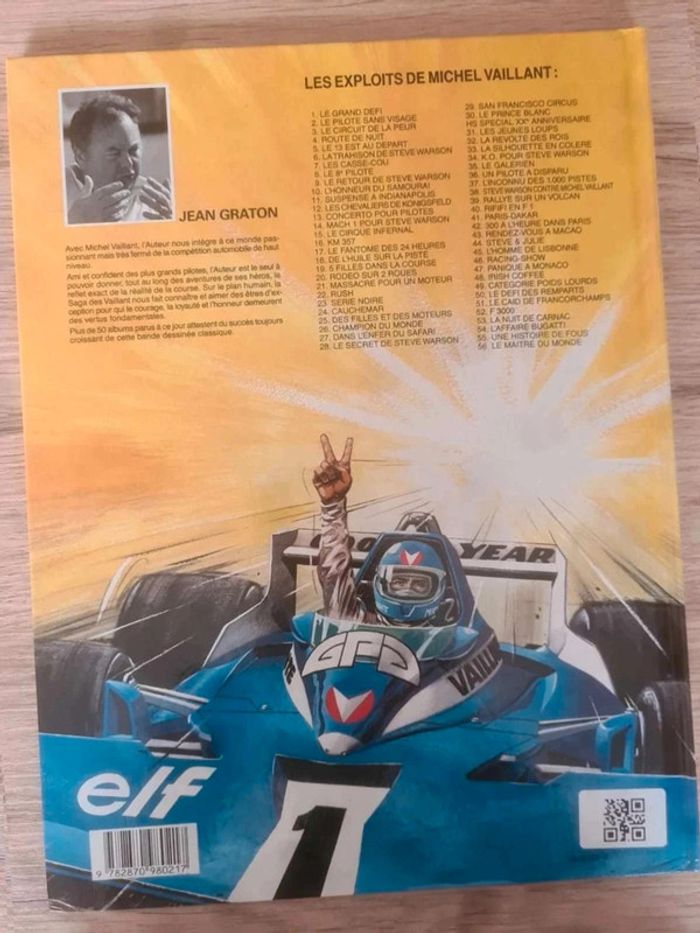 LES EXPLOITS DE MICHEL VAILLANT :
JEAN GRATON
Avec Michel Vaillant, l'Auteur nous intègre à ce monde pas-
sionnant mais très fermé de la compétition automobile de haut
niveau.
Ami et confident des plus grands pilotes, l'Auteur est le seul à
pouvoir donner, tout au long des aventures de ses héros, le
reflet exact de la réalité de la course. Sur le plan humain, la
Saga des Vaillant nous fait connaître et aimer des êtres d'ex-
ception pour qui le courage, la loyauté et l'honneur demeurent
des vertus fondamentales.
Plus de 50 albums parus à ce jour attestent du succès toujours
croissant de cette bande dessinée classique.
1. LE GRAND DEFI
2. LE PILOTE SANS VISAGE
3. LE CIRCUIT DE LA PEUR
4. ROUTE DE NUIT
5. LE 13 EST AU DEPART
6. LA TRAHISON DE STEVE WARSON
7. LES CASSE-COU
8. LE 8e PILOTE
9. LE RETOUR DE STEVE WARSON
10. L'HONNEUR DU SAMOURAI
11. SUSPENSE A INDIANAPOLIS
12. LES CHEVALIERS DE KÖNIGSFELD
13. CONCERTO POUR PILOTES
14. MACH 1 POUR STEVE WARSON
15. LE CIRQUE INFERNAL
16. KM 357
17. LE FANTOME DES 24 HEURES
18. DE L'HUILE SUR LA PISTE
19. 5 FILLES DANS LA COURSE
20. RODEO SUR 2 ROUES
21. MASSACRE POUR UN MOTEUR
22. RUSH
23. SERIE NOIRE
24. CAUCHEMAR
25. DES FILLES ET DES MOTEURS
26. CHAMPION DU MONDE
27. DANS L'ENFER DU SAFARI
28. LE SECRET DE STEVE WARSON
29. SAN FRANCISCO CIRCUS
30. LE PRINCE BLANC
HS SPECIAL XXe ANNIVERSAIRE
31. LES JEUNES LOUPS
32. LA REVOLTE DES ROIS
33. LA SILHOUETTE EN COLERE
34. K.O. POUR STEVE WARSON
35. LE GALERIEN
36. UN PILOTE A DISPARU
37. L'INCONNU DES 1.000 PISTES
38. STEVE WARSON CONTRE MICHEL VAILLANT
39. RALLYE SUR UN VOLCAN
40. RIFIFI EN F 1
41. PARIS-DAKAR
42. 300 A L'HEURE DANS PARIS
43. RENDEZ-VOUS A MACAO
44. STEVE & JULIE
45. L'HOMME DE LISBONNE
46. RACING-SHOW
47. PANIQUE A MONACO
48. IRISH COFFEE
49. CATEGORIE POIDS LOURDS
50. LE DEFI DES REMPARTS
51. LE CAID DE FRANCORCHAMPS
52. F 3000
53. LA NUIT DE CARNAC
54. L'AFFAIRE BUGATTI
55. UNE HISTOIRE DE FOUS
56. LE MAITRE DU MONDE
YEAR
GPA
elf
1
9 782870 980217